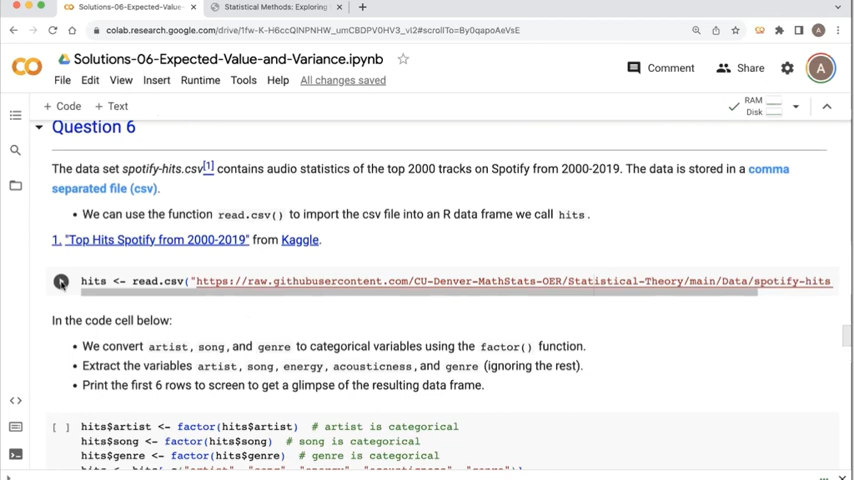 Solutions-06-Expected-Value-
Statistical Methods: Exploring
colab.research.google.com/drive/1fw-K-H6ccQINPNHW_umCBDPV0HV3_vl2#scrollTo=By0qapoAeVsE
Solutions-06-Expected-Value-and-Variance.ipynb
File Edit View Insert Runtime Tools Help All changes saved
Comment Share A
+ Code + Text
RAM
Disk
Question 6
The data set spotify-hits.csv[1] contains audio statistics of the top 2000 tracks on Spotify from 2000-2019. The data is stored in a comma
separated file (csv).
• We can use the function read.csv() to import the csv file into an R data frame we call hits.
1. "Top Hits Spotify from 2000-2019" from Kaggle.
hits <- read.csv("https://raw.githubusercontent.com/CU-Denver-MathStats-OER/Statistical-Theory/main/Data/spotify-hits
In the code cell below:
• We convert artist, song, and genre to categorical variables using the factor() function.
• Extract the variables artist, song, energy, acousticness, and genre (ignoring the rest).
• Print the first 6 rows to screen to get a glimpse of the resulting data frame.
[ ] hits$artist <- factor(hits$artist) # artist is categorical
hits$song <- factor(hits$song) # song is categorical
hits$genre <- factor(hits$genre) # genre is categorical